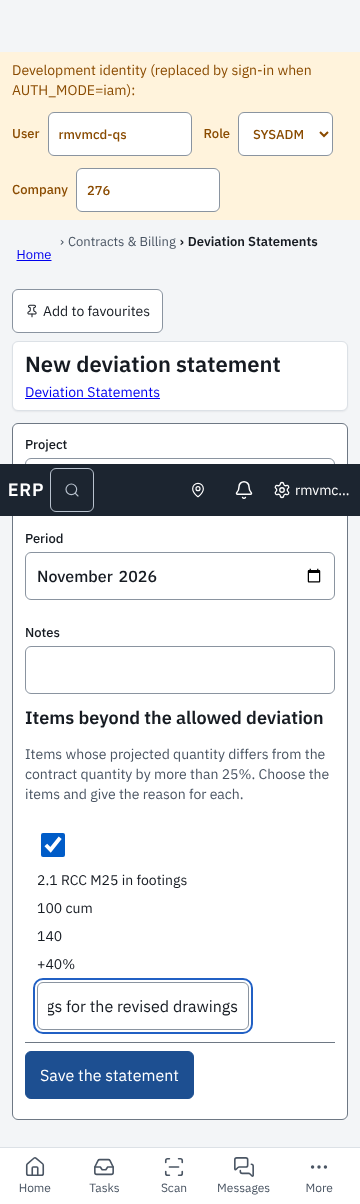 Development identity (replaced by sign-in when
AUTH_MODE=iam):
User rmvmcd-qs Role SYSADM
Company 276
› Contracts & Billing › Deviation Statements
Home
Add to favourites
New deviation statement
Deviation Statements
Project
ERP rmvmc...
Period
November 2026
Notes
Items beyond the allowed deviation
Items whose projected quantity differs from the
contract quantity by more than 25%. Choose the
items and give the reason for each.
2.1 RCC M25 in footings
100 cum
140
+40%
gs for the revised drawings
Save the statement
Home Tasks Scan Messages More